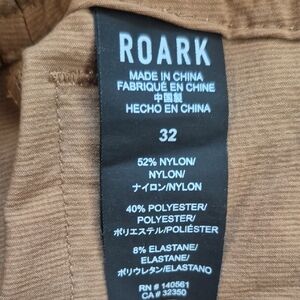 ROARK
MADE IN CHINA
FABRIQUÉ EN CHINE
中国製
HECHO EN CHINA
32
52% NYLON/
NYLON/
ナイロン/NYLON
40% POLYESTER/
POLYESTER/
ポリエステル/POLIÉSTER
8% ELASTANE/
ELASTANE/
ポリウレタン/ELASTANO
RN # 140561
CA # 32350